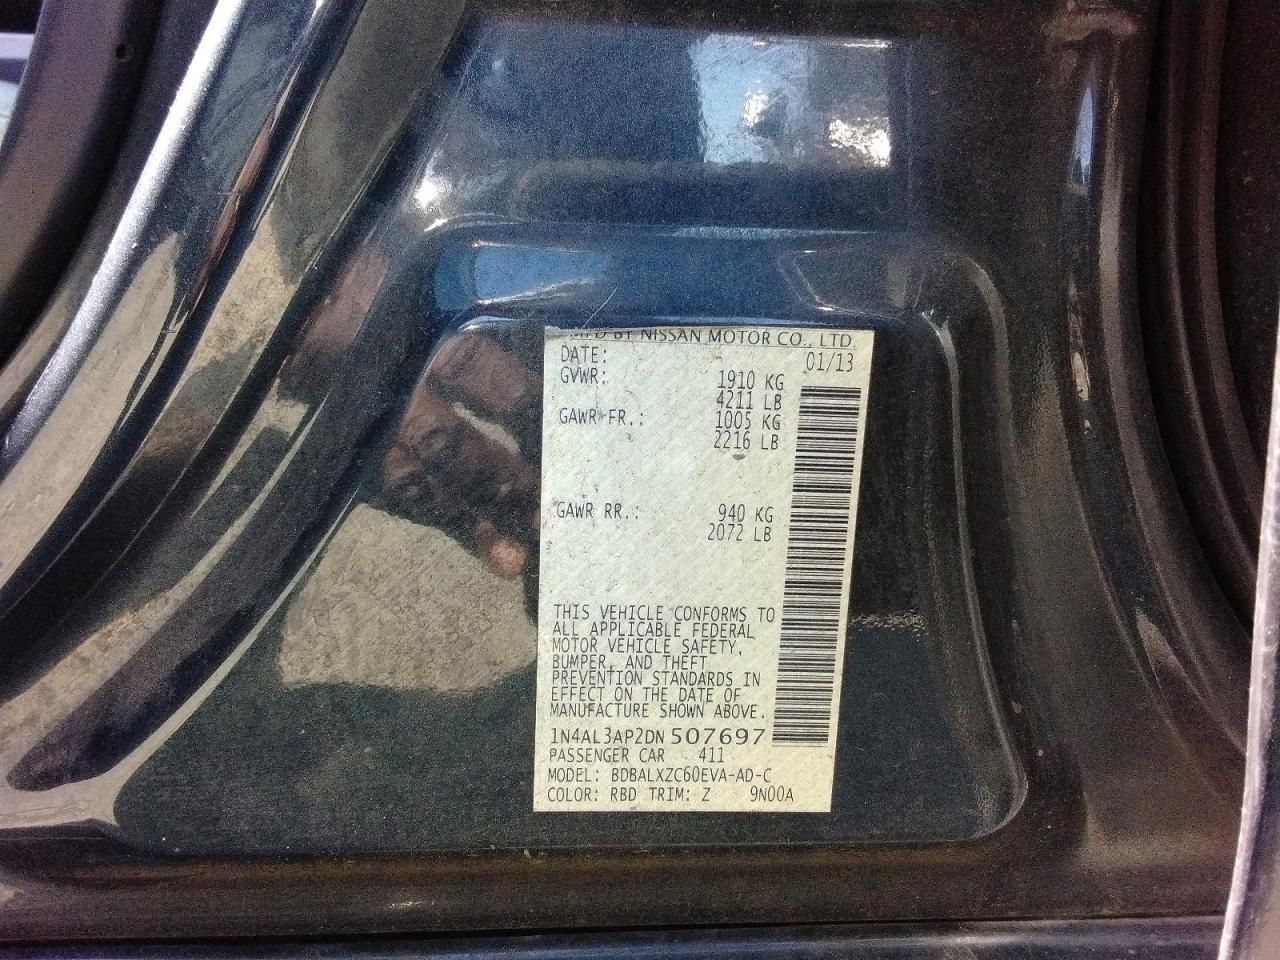 MFD BY NISSAN MOTOR CO., LTD.
DATE: 01/13
GVWR: 1910 KG
4211 LB
GAWR FR.: 1005 KG
2216 LB
GAWR RR.: 940 KG
2072 LB
THIS VEHICLE CONFORMS TO
ALL APPLICABLE FEDERAL
MOTOR VEHICLE SAFETY,
BUMPER, AND THEFT
PREVENTION STANDARDS IN
EFFECT ON THE DATE OF
MANUFACTURE SHOWN ABOVE.
1N4AL3AP2DN507697
PASSENGER CAR 411
MODEL: BDBALXZC60EVA-AD-C
COLOR: RBD TRIM: Z 9N00A